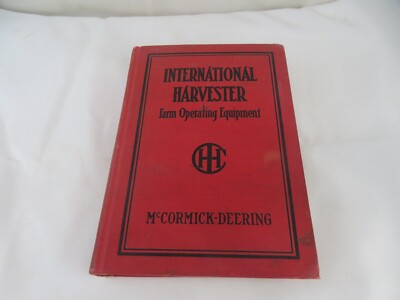 INTERNATIONAL
HARVESTER
Farm Operating Equipment
IHC
McCORMICK-DEERING